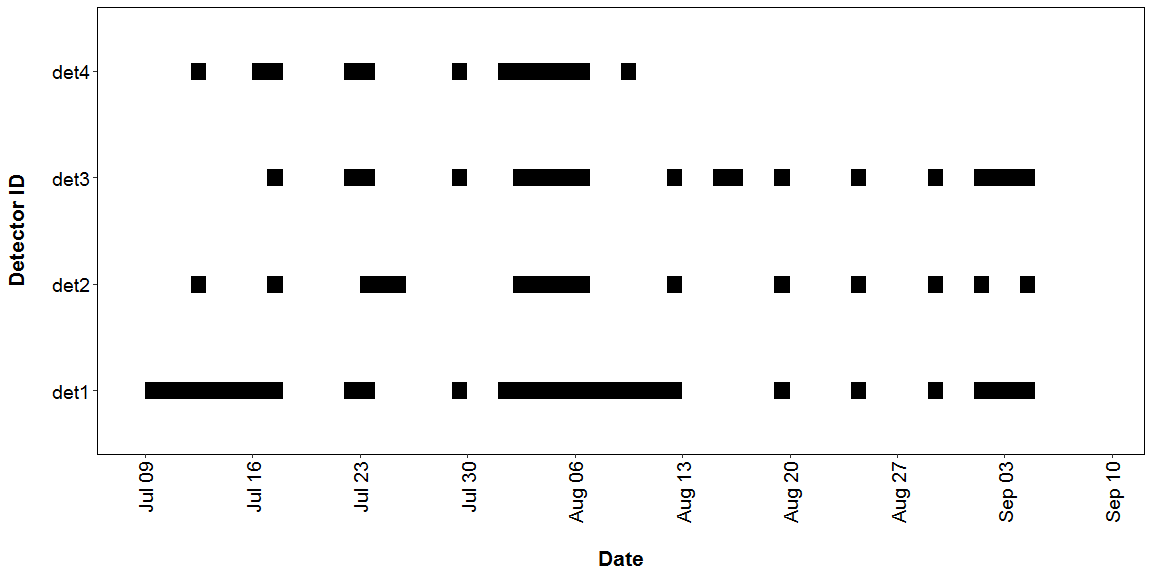 Detector ID
det4
det3
det2
det1
Jul 09
Jul 16
Jul 23
Jul 30
Aug 06
Aug 13
Aug 20
Aug 27
Sep 03
Sep 10
Date